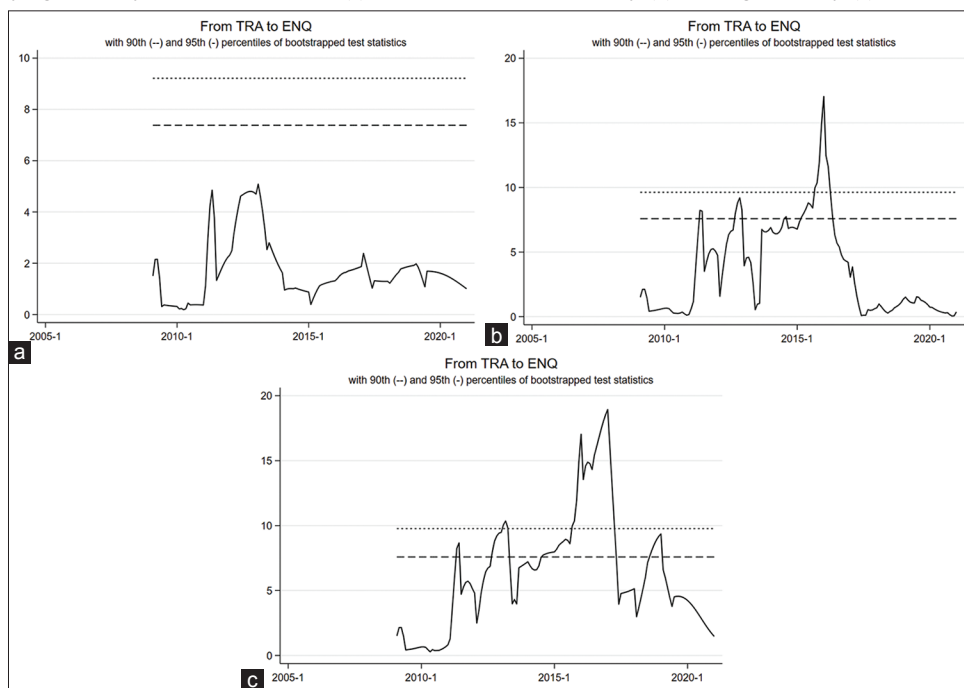 From TRA to ENQ
with 90th (--) and 95th (-) percentiles of bootstrapped test statistics
10
8
6
4
2
0
2005-1 2010-1 2015-1 2020-1
a
From TRA to ENQ
with 90th (--) and 95th (-) percentiles of bootstrapped test statistics
20
15
10
5
0
2005-1 2010-1 2015-1 2020-1
b
From TRA to ENQ
with 90th (--) and 95th (-) percentiles of bootstrapped test statistics
20
15
10
5
0
2005-1 2010-1 2015-1 2020-1
c